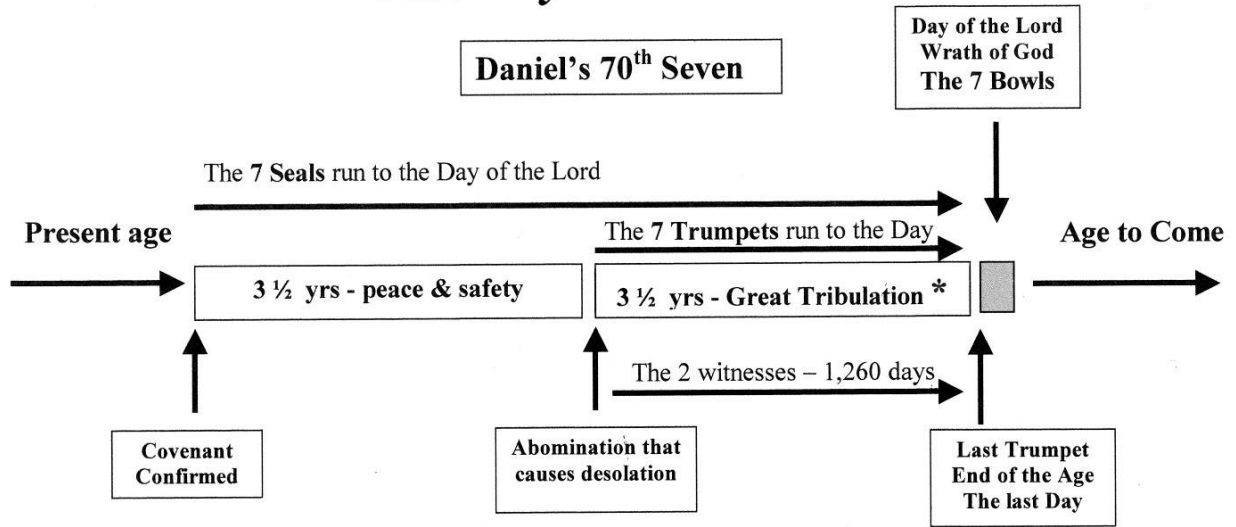 Daniel's 70th Seven
Day of the Lord
Wrath of God
The 7 Bowls
The 7 Seals run to the Day of the Lord
Present age
The 7 Trumpets run to the Day
Age to Come
3 ½ yrs - peace & safety
3 ½ yrs - Great Tribulation *
The 2 witnesses – 1,260 days
Covenant
Confirmed
Abomination that
causes desolation
Last Trumpet
End of the Age
The last Day